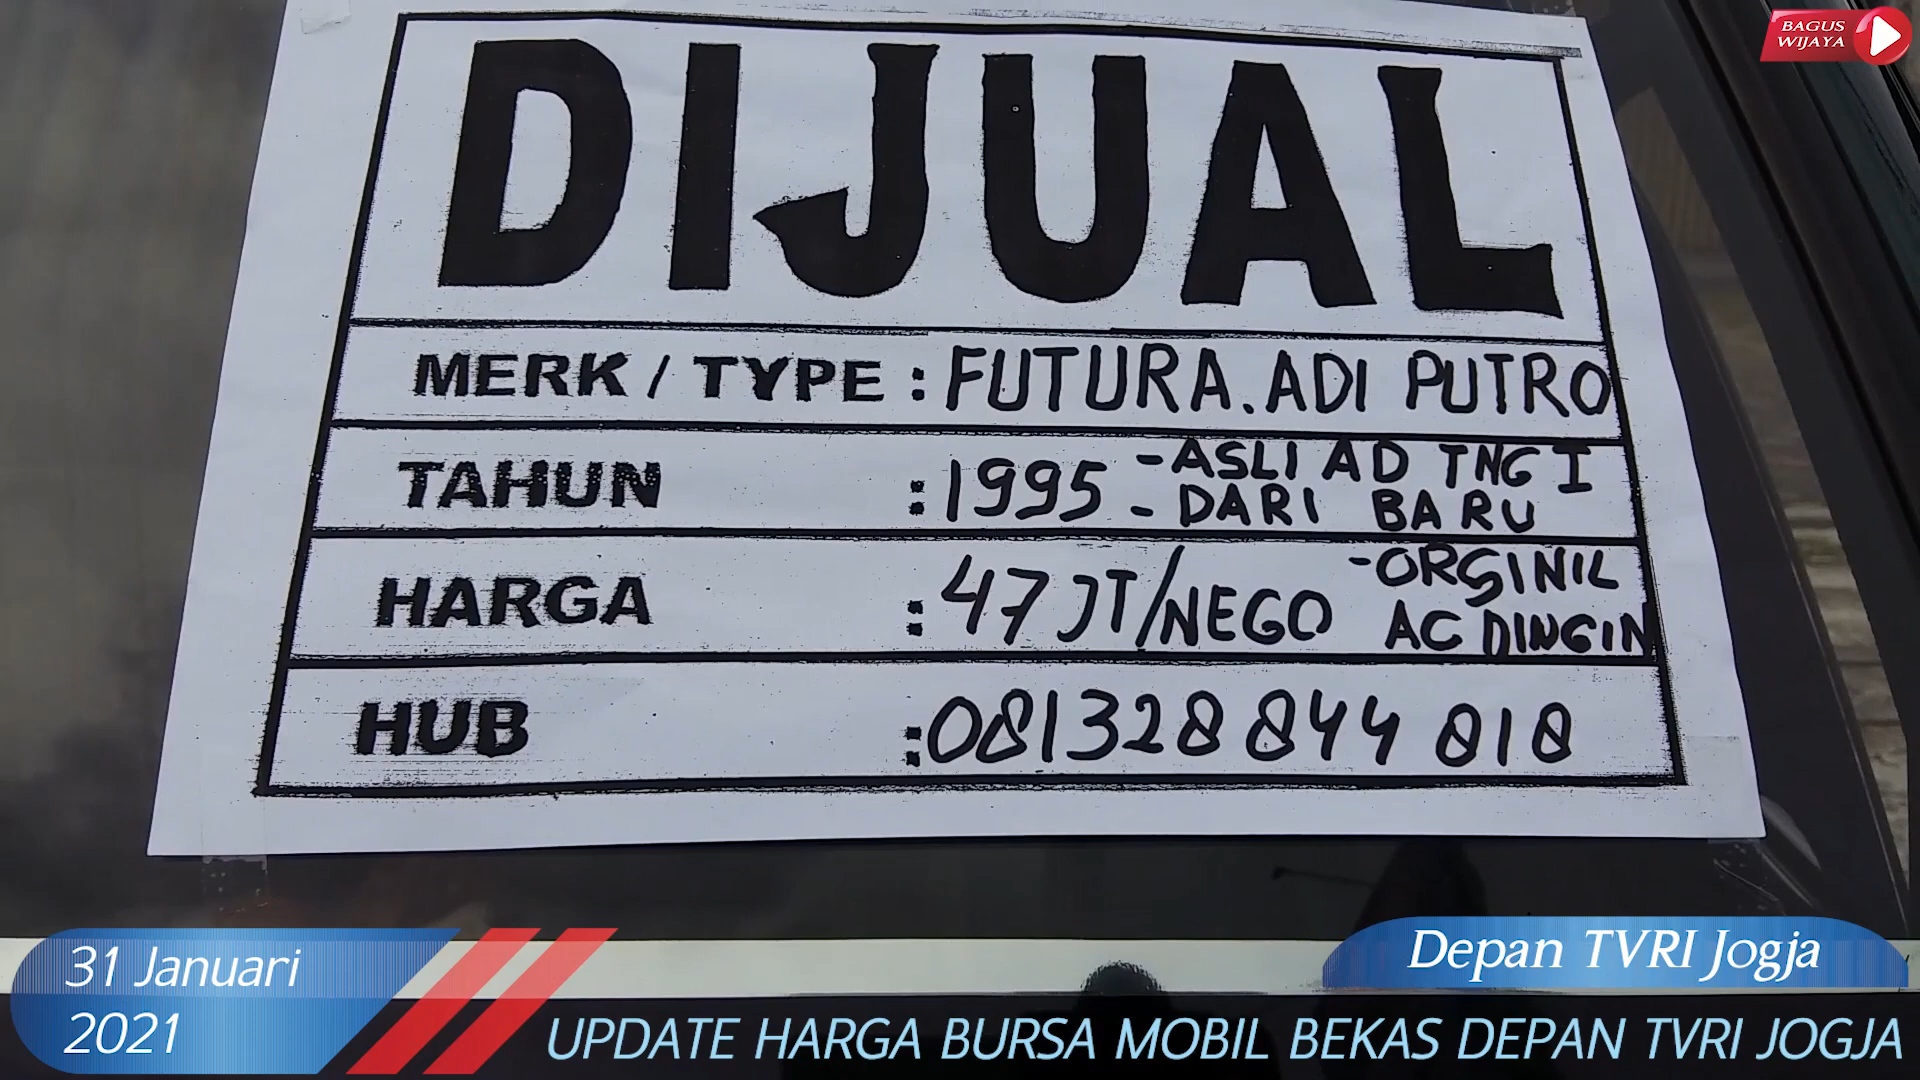 BAGUS
WIJAYA
DIJUAL
MERK / TYPE : FUTURA. ADI PUTRO
TAHUN : 1995 - ASLI AD TNG I
- DARI BARU
HARGA : 47 JT/NEGO - ORGINIL
AC DINGIN
HUB : 081328 844 818
31 Januari
2021
Depan TVRI Jogja
UPDATE HARGA BURSA MOBIL BEKAS DEPAN TVRI JOGJA